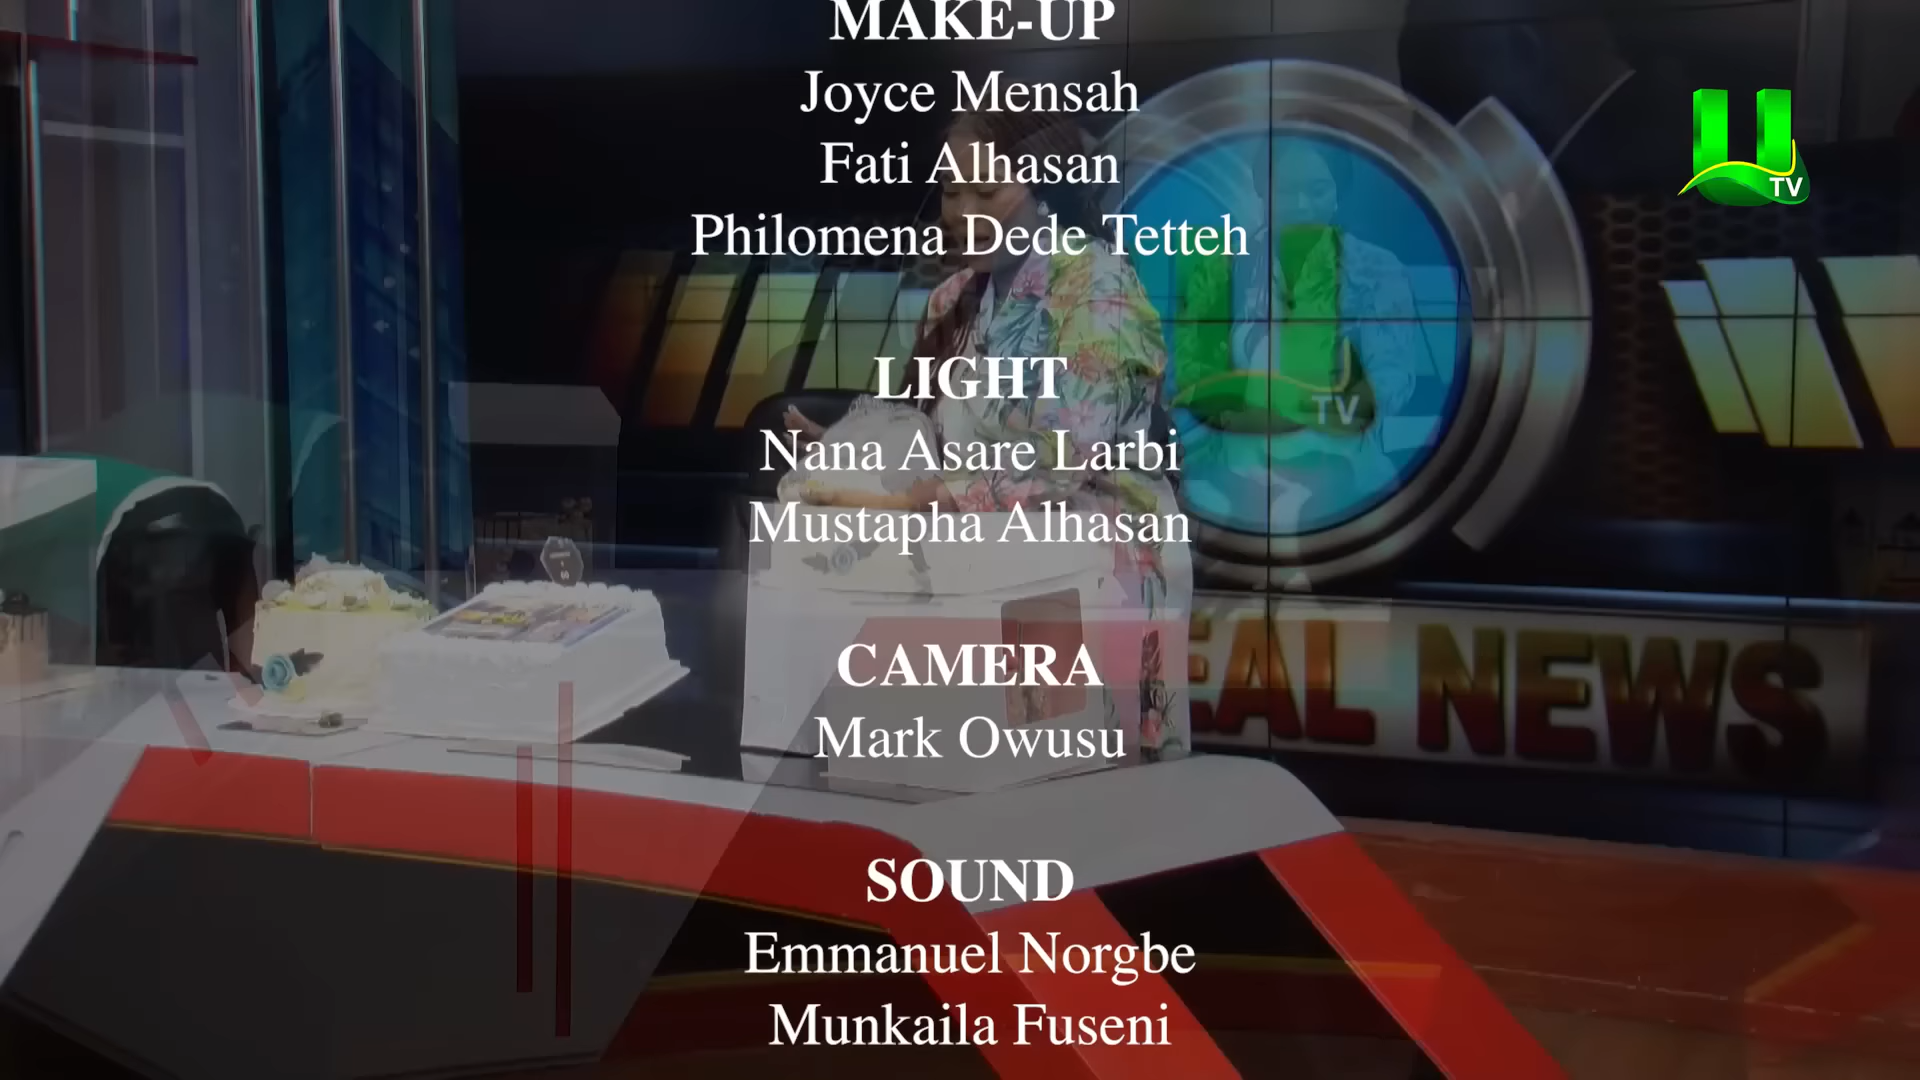 MAKE-UP
Joyce Mensah
Fati Alhasan
Philomena Dede Tetteh
TV
LIGHT
Nana Asare Larbi
Mustapha Alhasan
TV
CAMERA
Mark Owusu
EAL NEWS
SOUND
Emmanuel Norgbe
Munkaila Fuseni